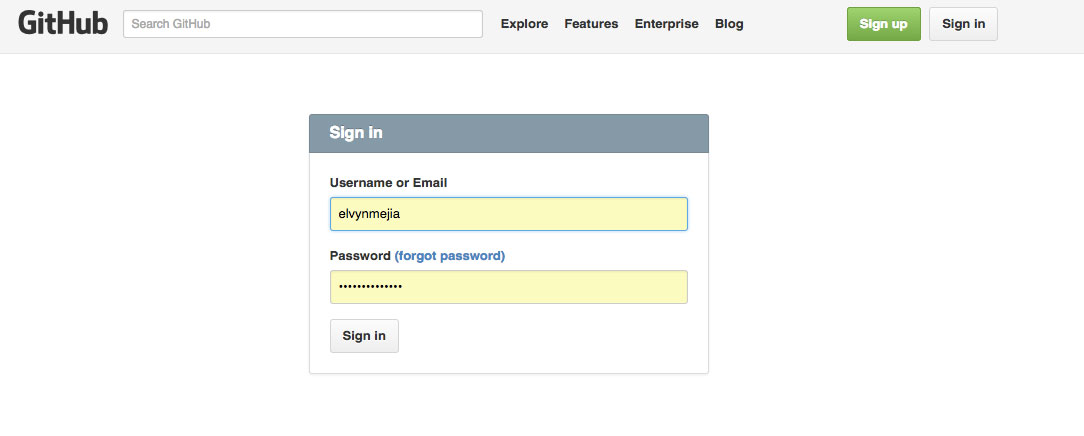 GitHub Search GitHub Explore Features Enterprise Blog Sign up Sign in
Sign in
Username or Email
elvynmejia
Password (forgot password)
••••••••••••••
Sign in